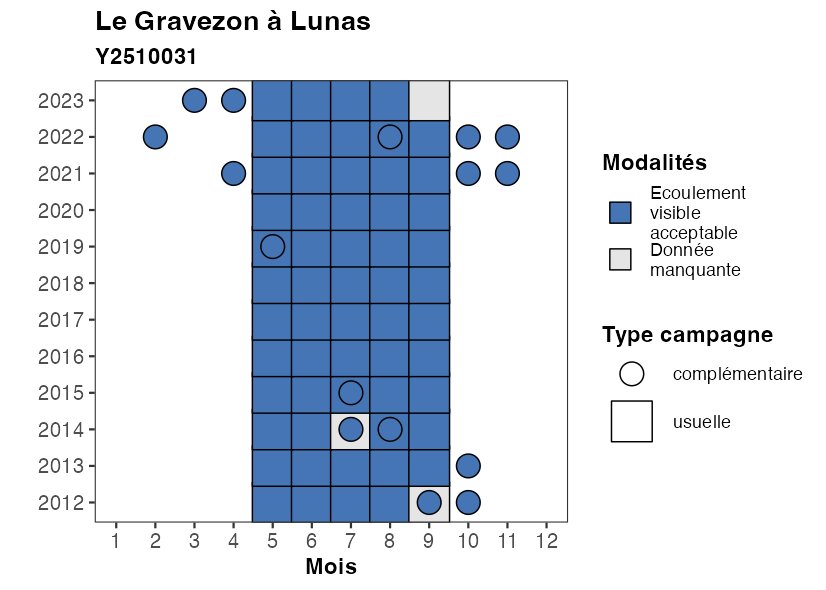 Le Gravezon à Lunas
Y2510031
2023
2022
2021
2020
2019
2018
2017
2016
2015
2014
2013
2012
1 2 3 4 5 6 7 8 9 10 11 12
Mois
Modalités
Ecoulement
visible
acceptable
Donnée
manquante
Type campagne
complémentaire
usuelle